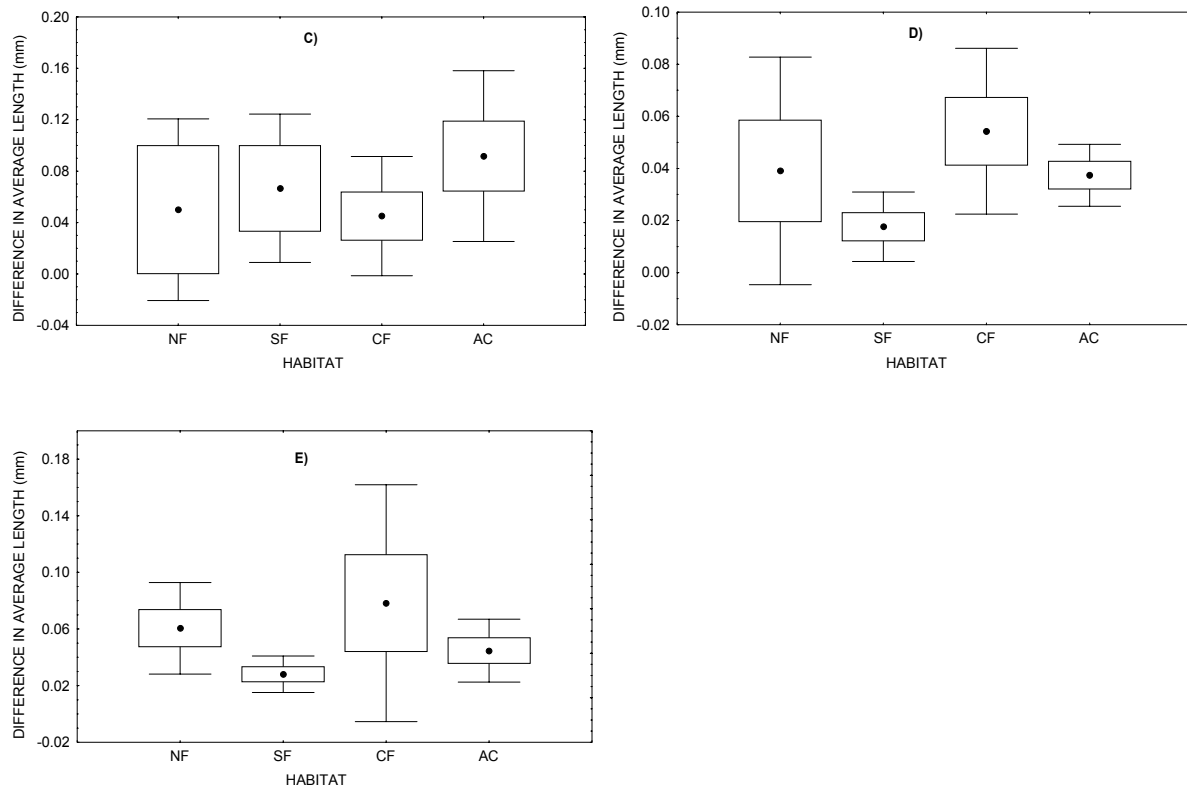 C)
DIFFERENCE IN AVERAGE LENGTH (mm)
0.20
0.16
0.12
0.08
0.04
0.00
-0.04
NF SF CF AC
HABITAT
D)
DIFFERENCE IN AVERAGE LENGTH (mm)
0.10
0.08
0.06
0.04
0.02
0.00
-0.02
NF SF CF AC
HABITAT
E)
DIFFERENCE IN AVERAGE LENGTH (mm)
0.18
0.14
0.10
0.06
0.02
-0.02
NF SF CF AC
HABITAT